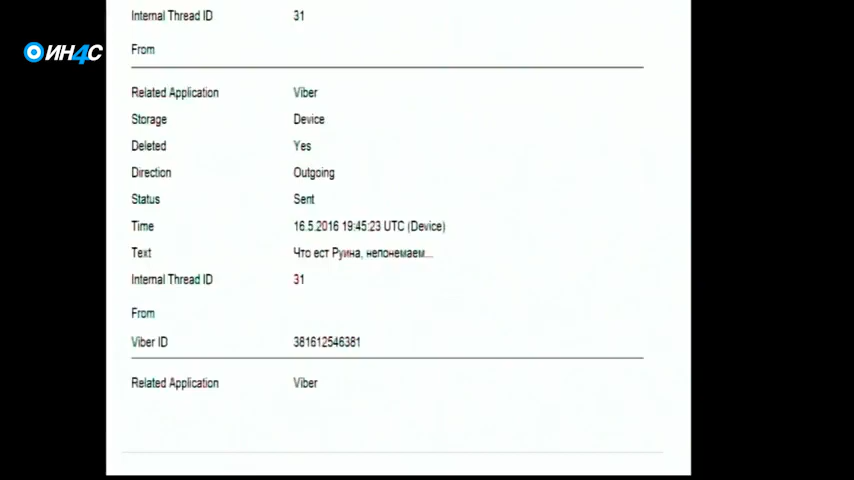 Internal Thread ID 31
ИН4С
From
Related Application Viber
Storage Device
Deleted Yes
Direction Outgoing
Status Sent
Time 16.5.2016 19:45:23 UTC (Device)
Text Что ест Руина, непонемаем...
Internal Thread ID 31
From
Viber ID 381612546381
Related Application Viber